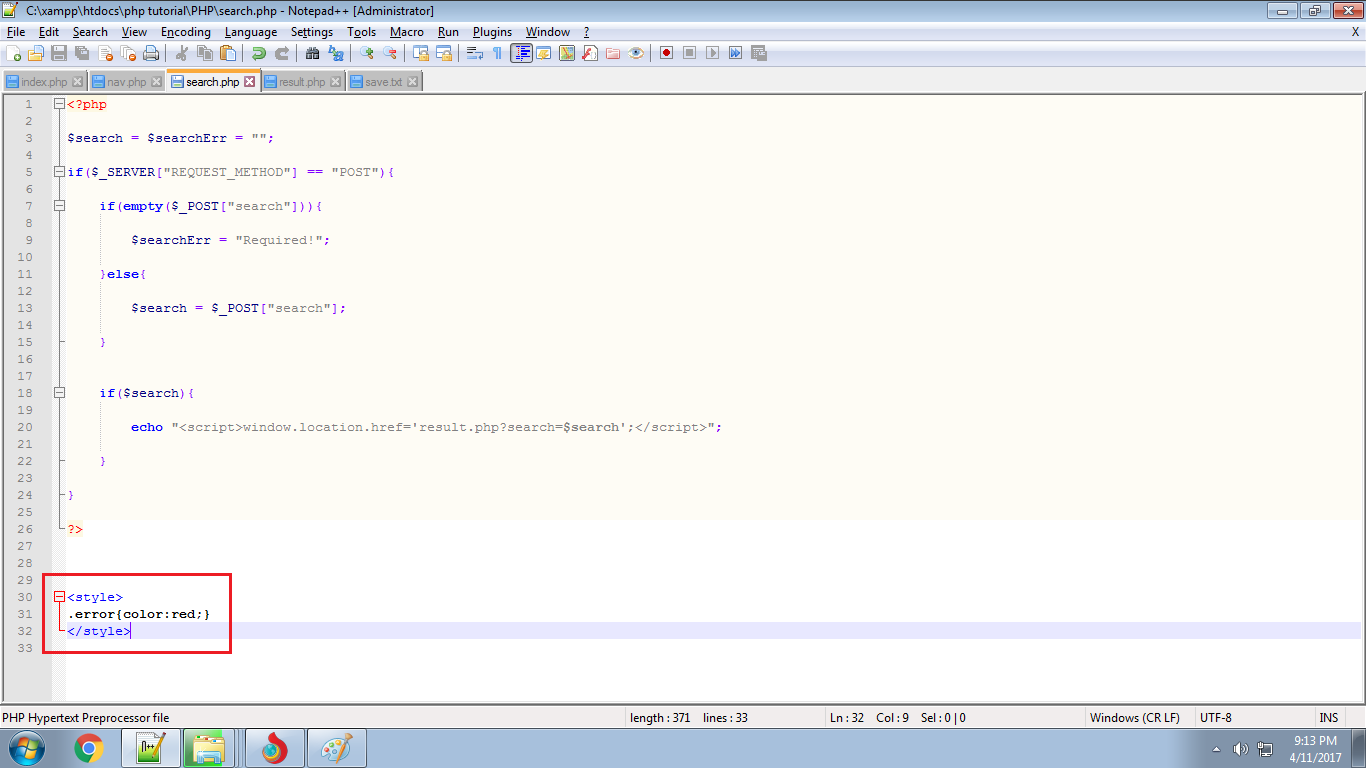 C:\xampp\htdocs\php tutorial\PHP\search.php - Notepad++ [Administrator]
File Edit Search View Encoding Language Settings Tools Macro Run Plugins Window ? X
index.php nav.php search.php result.php save.txt
1 <?php
2
3 $search = $searchErr = "";
4
5 if($_SERVER["REQUEST_METHOD"] == "POST"){
6
7 if(empty($_POST["search"])){
8
9 $searchErr = "Required!";
10
11 }else{
12
13 $search = $_POST["search"];
14
15 }
16
17
18 if($search){
19
20 echo "<script>window.location.href='result.php?search=$search';</script>";
21
22 }
23
24 }
25
26 ?>
27
28
29
30 <style>
31 .error{color:red;}
32 </style>
33
PHP Hypertext Preprocessor file length : 371 lines : 33 Ln : 32 Col : 9 Sel : 0 | 0 Windows (CR LF) UTF-8 INS
9:13 PM
4/11/2017